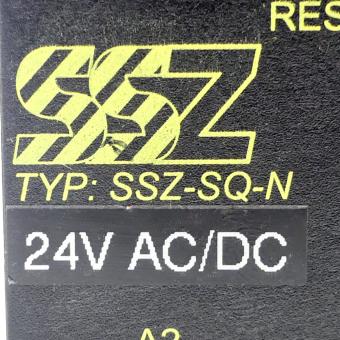 RES
SSZ
TYP: SSZ-SQ-N
24V AC/DC
A2